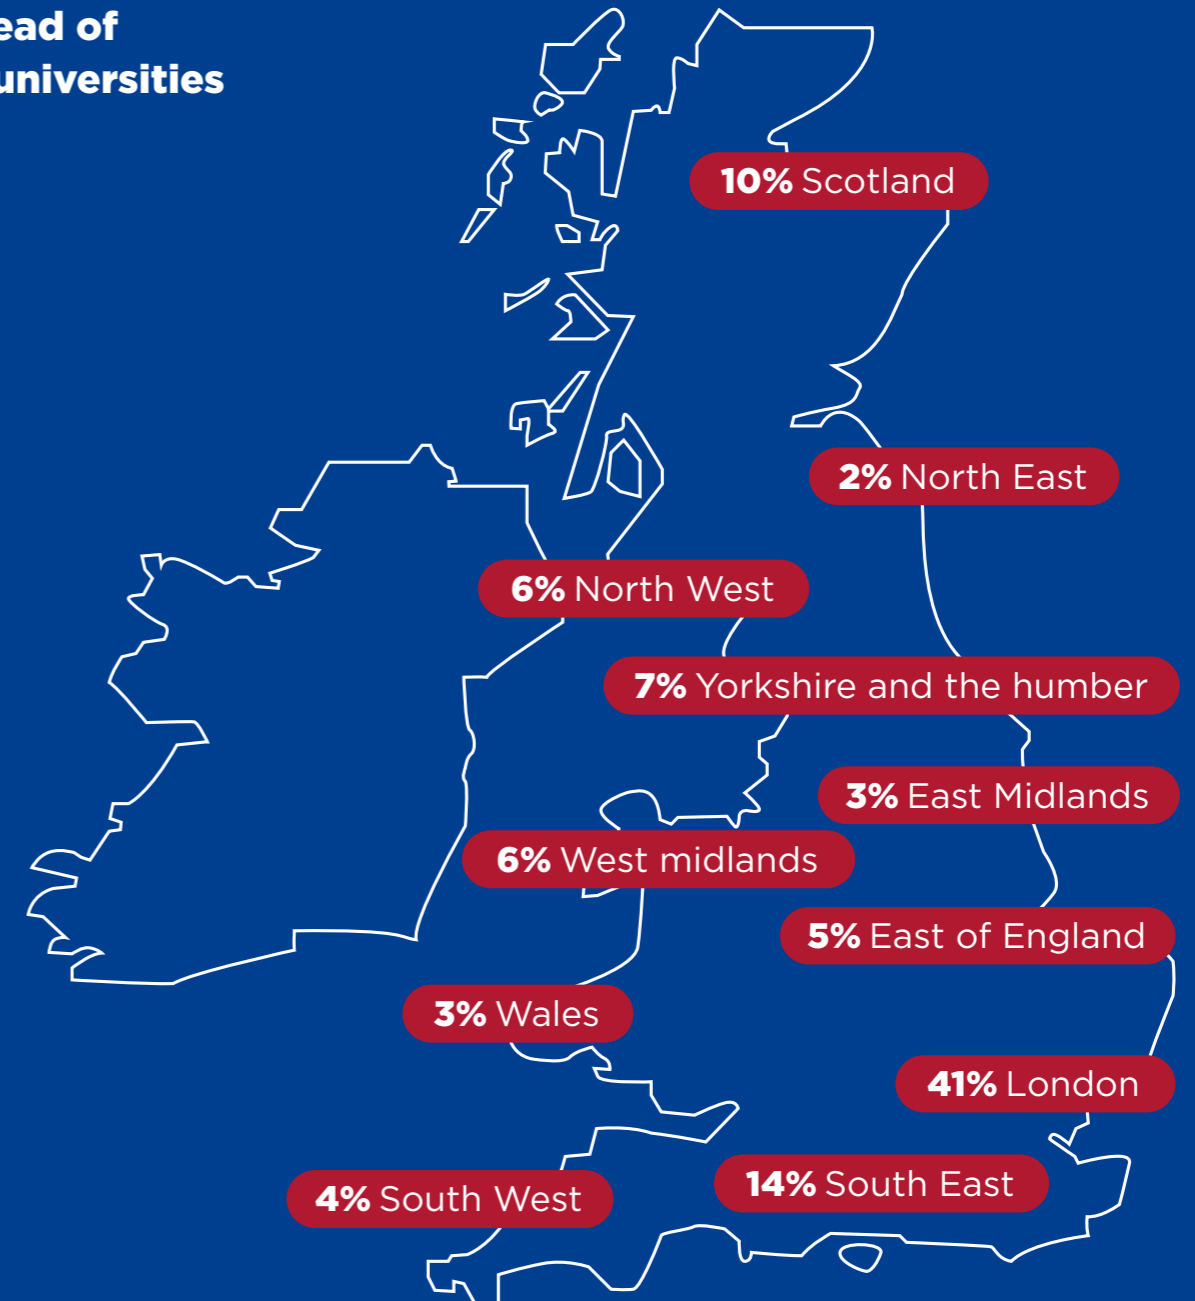 ead of
universities
10% Scotland
2% North East
6% North West
7% Yorkshire and the humber
3% East Midlands
6% West midlands
5% East of England
3% Wales
41% London
14% South East
4% South West